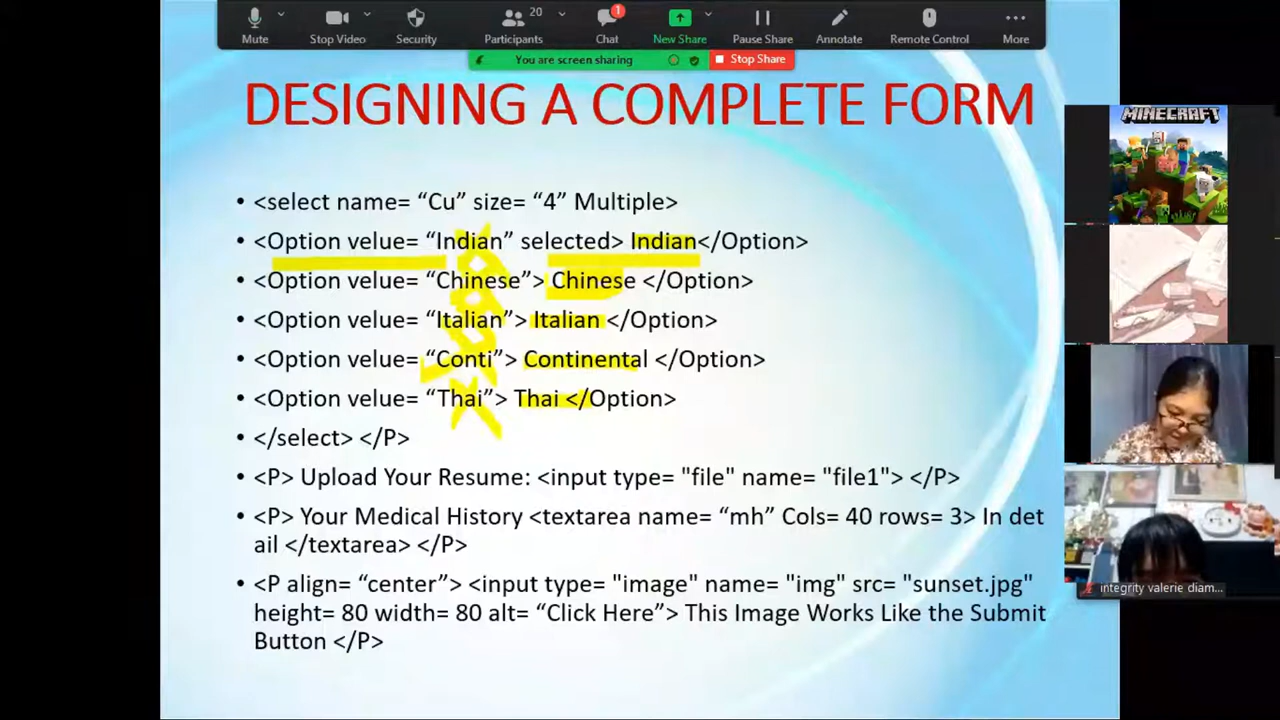 Mute
Stop Video
Security
20
Participants
1
Chat
New Share
Pause Share
Annotate
Remote Control
More
You are screen sharing
Stop Share
DESIGNING A COMPLETE FORM
• <select name= “Cu” size= “4” Multiple>
• <Option velue= “Indian” selected> Indian</Option>
• <Option velue= “Chinese”> Chinese </Option>
• <Option velue= “Italian”> Italian </Option>
• <Option velue= “Conti”> Continental </Option>
• <Option velue= “Thai”> Thai </Option>
• </select> </P>
• <P> Upload Your Resume: <input type= "file" name= "file1"> </P>
• <P> Your Medical History <textarea name= “mh” Cols= 40 rows= 3> In det
ail </textarea> </P>
• <P align= “center”> <input type= "image" name= "img" src= "sunset.jpg"
height= 80 width= 80 alt= “Click Here”> This Image Works Like the Submit
Button </P>
MINECRAFT
integrity valerie diam...